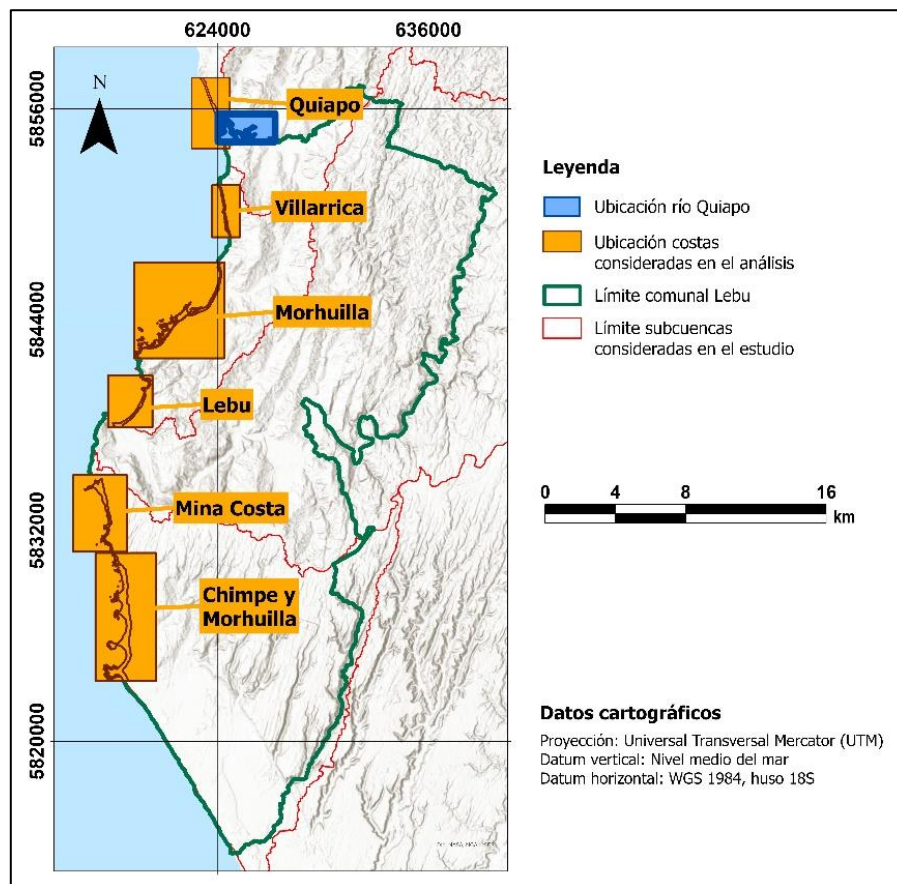 624000
636000
5856000
5844000
5832000
5820000
N
Quiapo
Villarrica
Morhuilla
Lebu
Mina Costa
Chimpe y
Morhuilla
Leyenda
Ubicación río Quiapo
Ubicación costas
consideradas en el análisis
Límite comunal Lebu
Límite subcuencas
consideradas en el estudio
0 4 8 16
km
Datos cartográficos
Proyección: Universal Transversal Mercator (UTM)
Datum vertical: Nivel medio del mar
Datum horizontal: WGS 1984, huso 18S